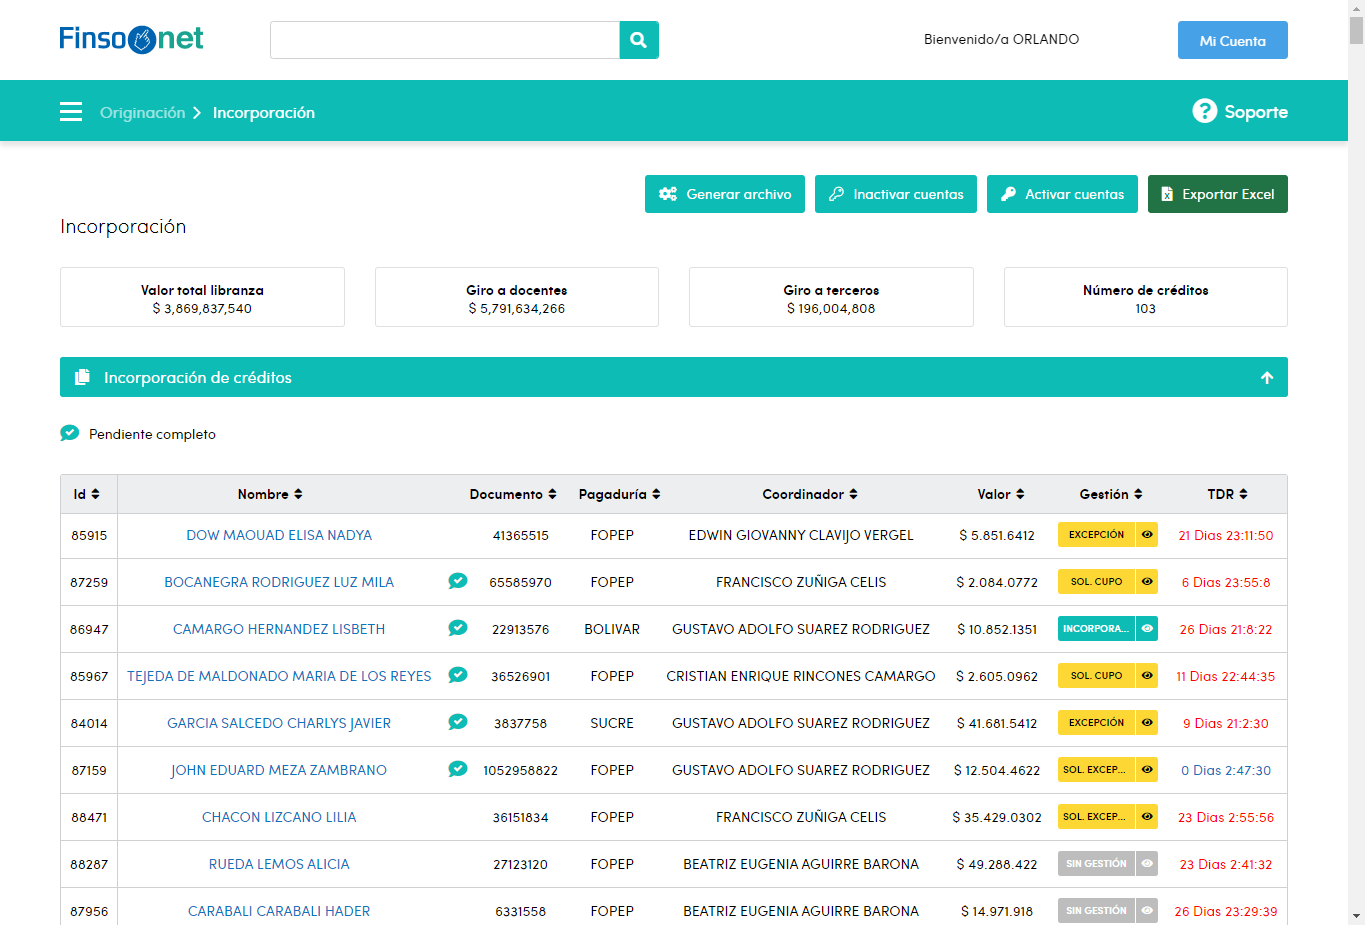 Finsonet
Bienvenido/a ORLANDO
Mi Cuenta
Originación > Incorporación
Soporte
Generar archivo
Inactivar cuentas
Activar cuentas
Exportar Excel
Incorporación
Valor total libranza
$ 3,869,837,540
Giro a docentes
$ 5,791,634,266
Giro a terceros
$ 196,004,808
Número de créditos
103
Incorporación de créditos
Pendiente completo
Id Nombre Documento Pagaduría Coordinador Valor Gestión TDR
85915 DOW MAOUAD ELISA NADYA 41365515 FOPEP EDWIN GIOVANNY CLAVIJO VERGEL $ 5.851.6412 EXCEPCIÓN 21 Dias 23:11:50
87259 BOCANEGRA RODRIGUEZ LUZ MILA 65585970 FOPEP FRANCISCO ZUÑIGA CELIS $ 2.084.0772 SOL. CUPO 6 Dias 23:55:8
86947 CAMARGO HERNANDEZ LISBETH 22913576 BOLIVAR GUSTAVO ADOLFO SUAREZ RODRIGUEZ $ 10.852.1351 INCORPORA... 26 Dias 21:8:22
85967 TEJEDA DE MALDONADO MARIA DE LOS REYES 36526901 FOPEP CRISTIAN ENRIQUE RINCONES CAMARGO $ 2.605.0962 SOL. CUPO 11 Dias 22:44:35
84014 GARCIA SALCEDO CHARLYS JAVIER 3837758 SUCRE GUSTAVO ADOLFO SUAREZ RODRIGUEZ $ 41.681.5412 EXCEPCIÓN 9 Dias 21:2:30
87159 JOHN EDUARD MEZA ZAMBRANO 1052958822 FOPEP GUSTAVO ADOLFO SUAREZ RODRIGUEZ $ 12.504.4622 SOL. EXCEP... 0 Dias 2:47:30
88471 CHACON LIZCANO LILIA 36151834 FOPEP FRANCISCO ZUÑIGA CELIS $ 35.429.0302 SOL. EXCEP... 23 Dias 2:55:56
88287 RUEDA LEMOS ALICIA 27123120 FOPEP BEATRIZ EUGENIA AGUIRRE BARONA $ 49.288.422 SIN GESTIÓN 23 Dias 2:41:32
87956 CARABALI CARABALI HADER 6331558 FOPEP BEATRIZ EUGENIA AGUIRRE BARONA $ 14.971.918 SIN GESTIÓN 26 Dias 23:29:39